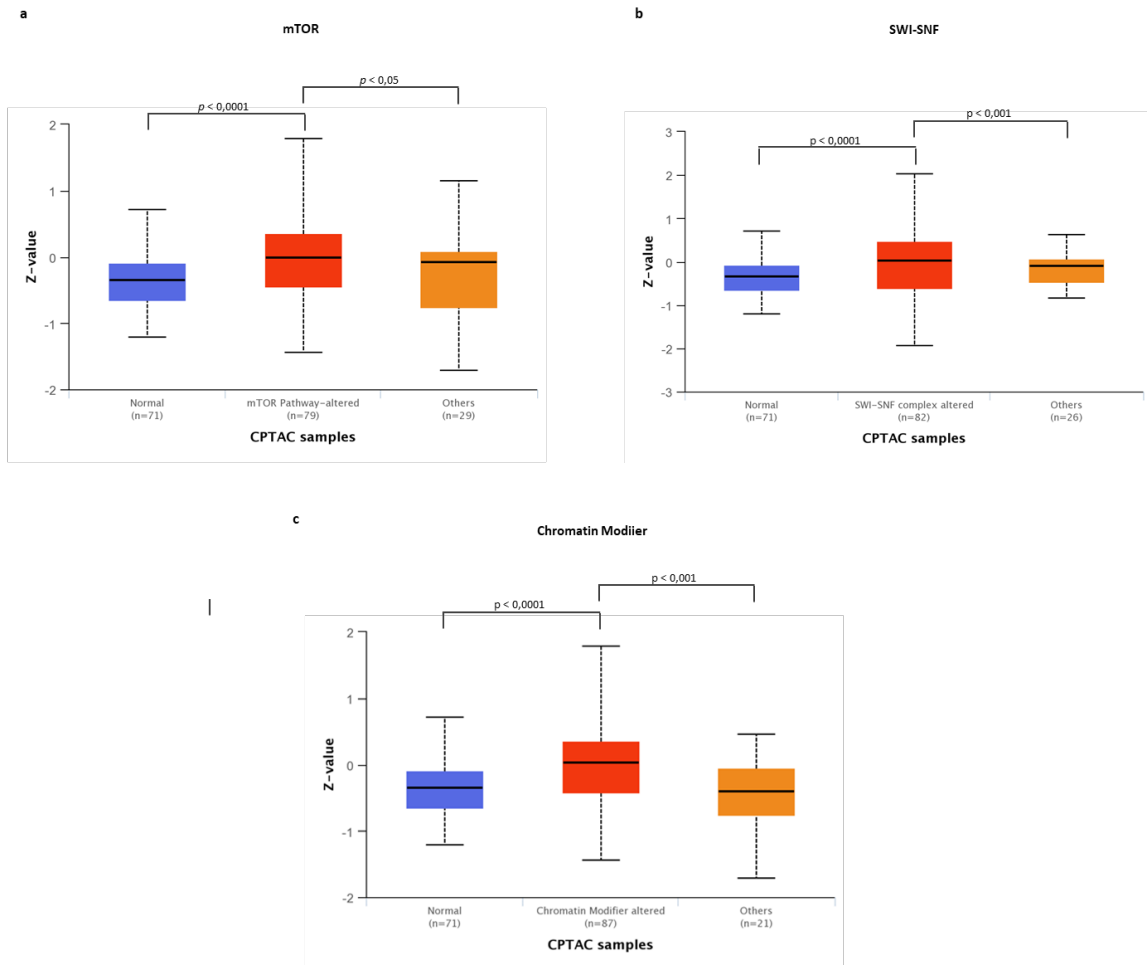 a
mTOR
p < 0,05
p < 0,0001
2
1
0
-1
-2
Z-value
Normal
(n=71)
mTOR Pathway-altered
(n=79)
Others
(n=29)
CPTAC samples
b
SWI-SNF
p < 0,001
p < 0,0001
3
2
1
0
-1
-2
-3
Z-value
Normal
(n=71)
SWI-SNF complex altered
(n=82)
Others
(n=26)
CPTAC samples
c
Chromatin Modiier
p < 0,001
p < 0,0001
2
1
0
-1
-2
Z-value
Normal
(n=71)
Chromatin Modifier altered
(n=87)
Others
(n=21)
CPTAC samples